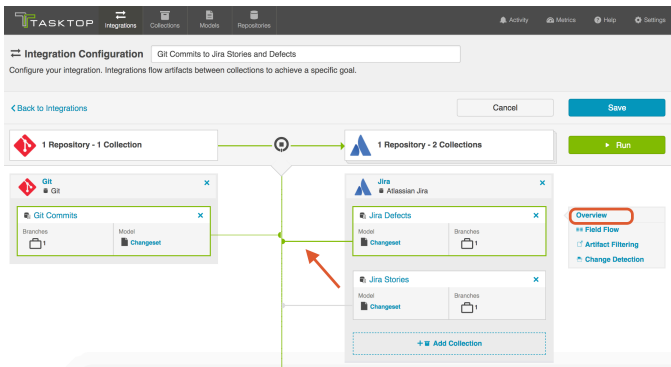 TASKTOP
Integrations
Collections
Models
Repositories
Activity
Metrics
Help
Settings
Integration Configuration
Git Commits to Jira Stories and Defects
Configure your integration. Integrations flow artifacts between collections to achieve a specific goal.
Back to Integrations
Cancel
Save
1 Repository - 1 Collection
1 Repository - 2 Collections
Run
Git
Git
Jira
Atlassian Jira
Git Commits
Branches
1
Model
Changeset
Jira Defects
Model
Changeset
Branches
1
Overview
Field Flow
Artifact Filtering
Change Detection
Jira Stories
Model
Changeset
Branches
1
+ Add Collection